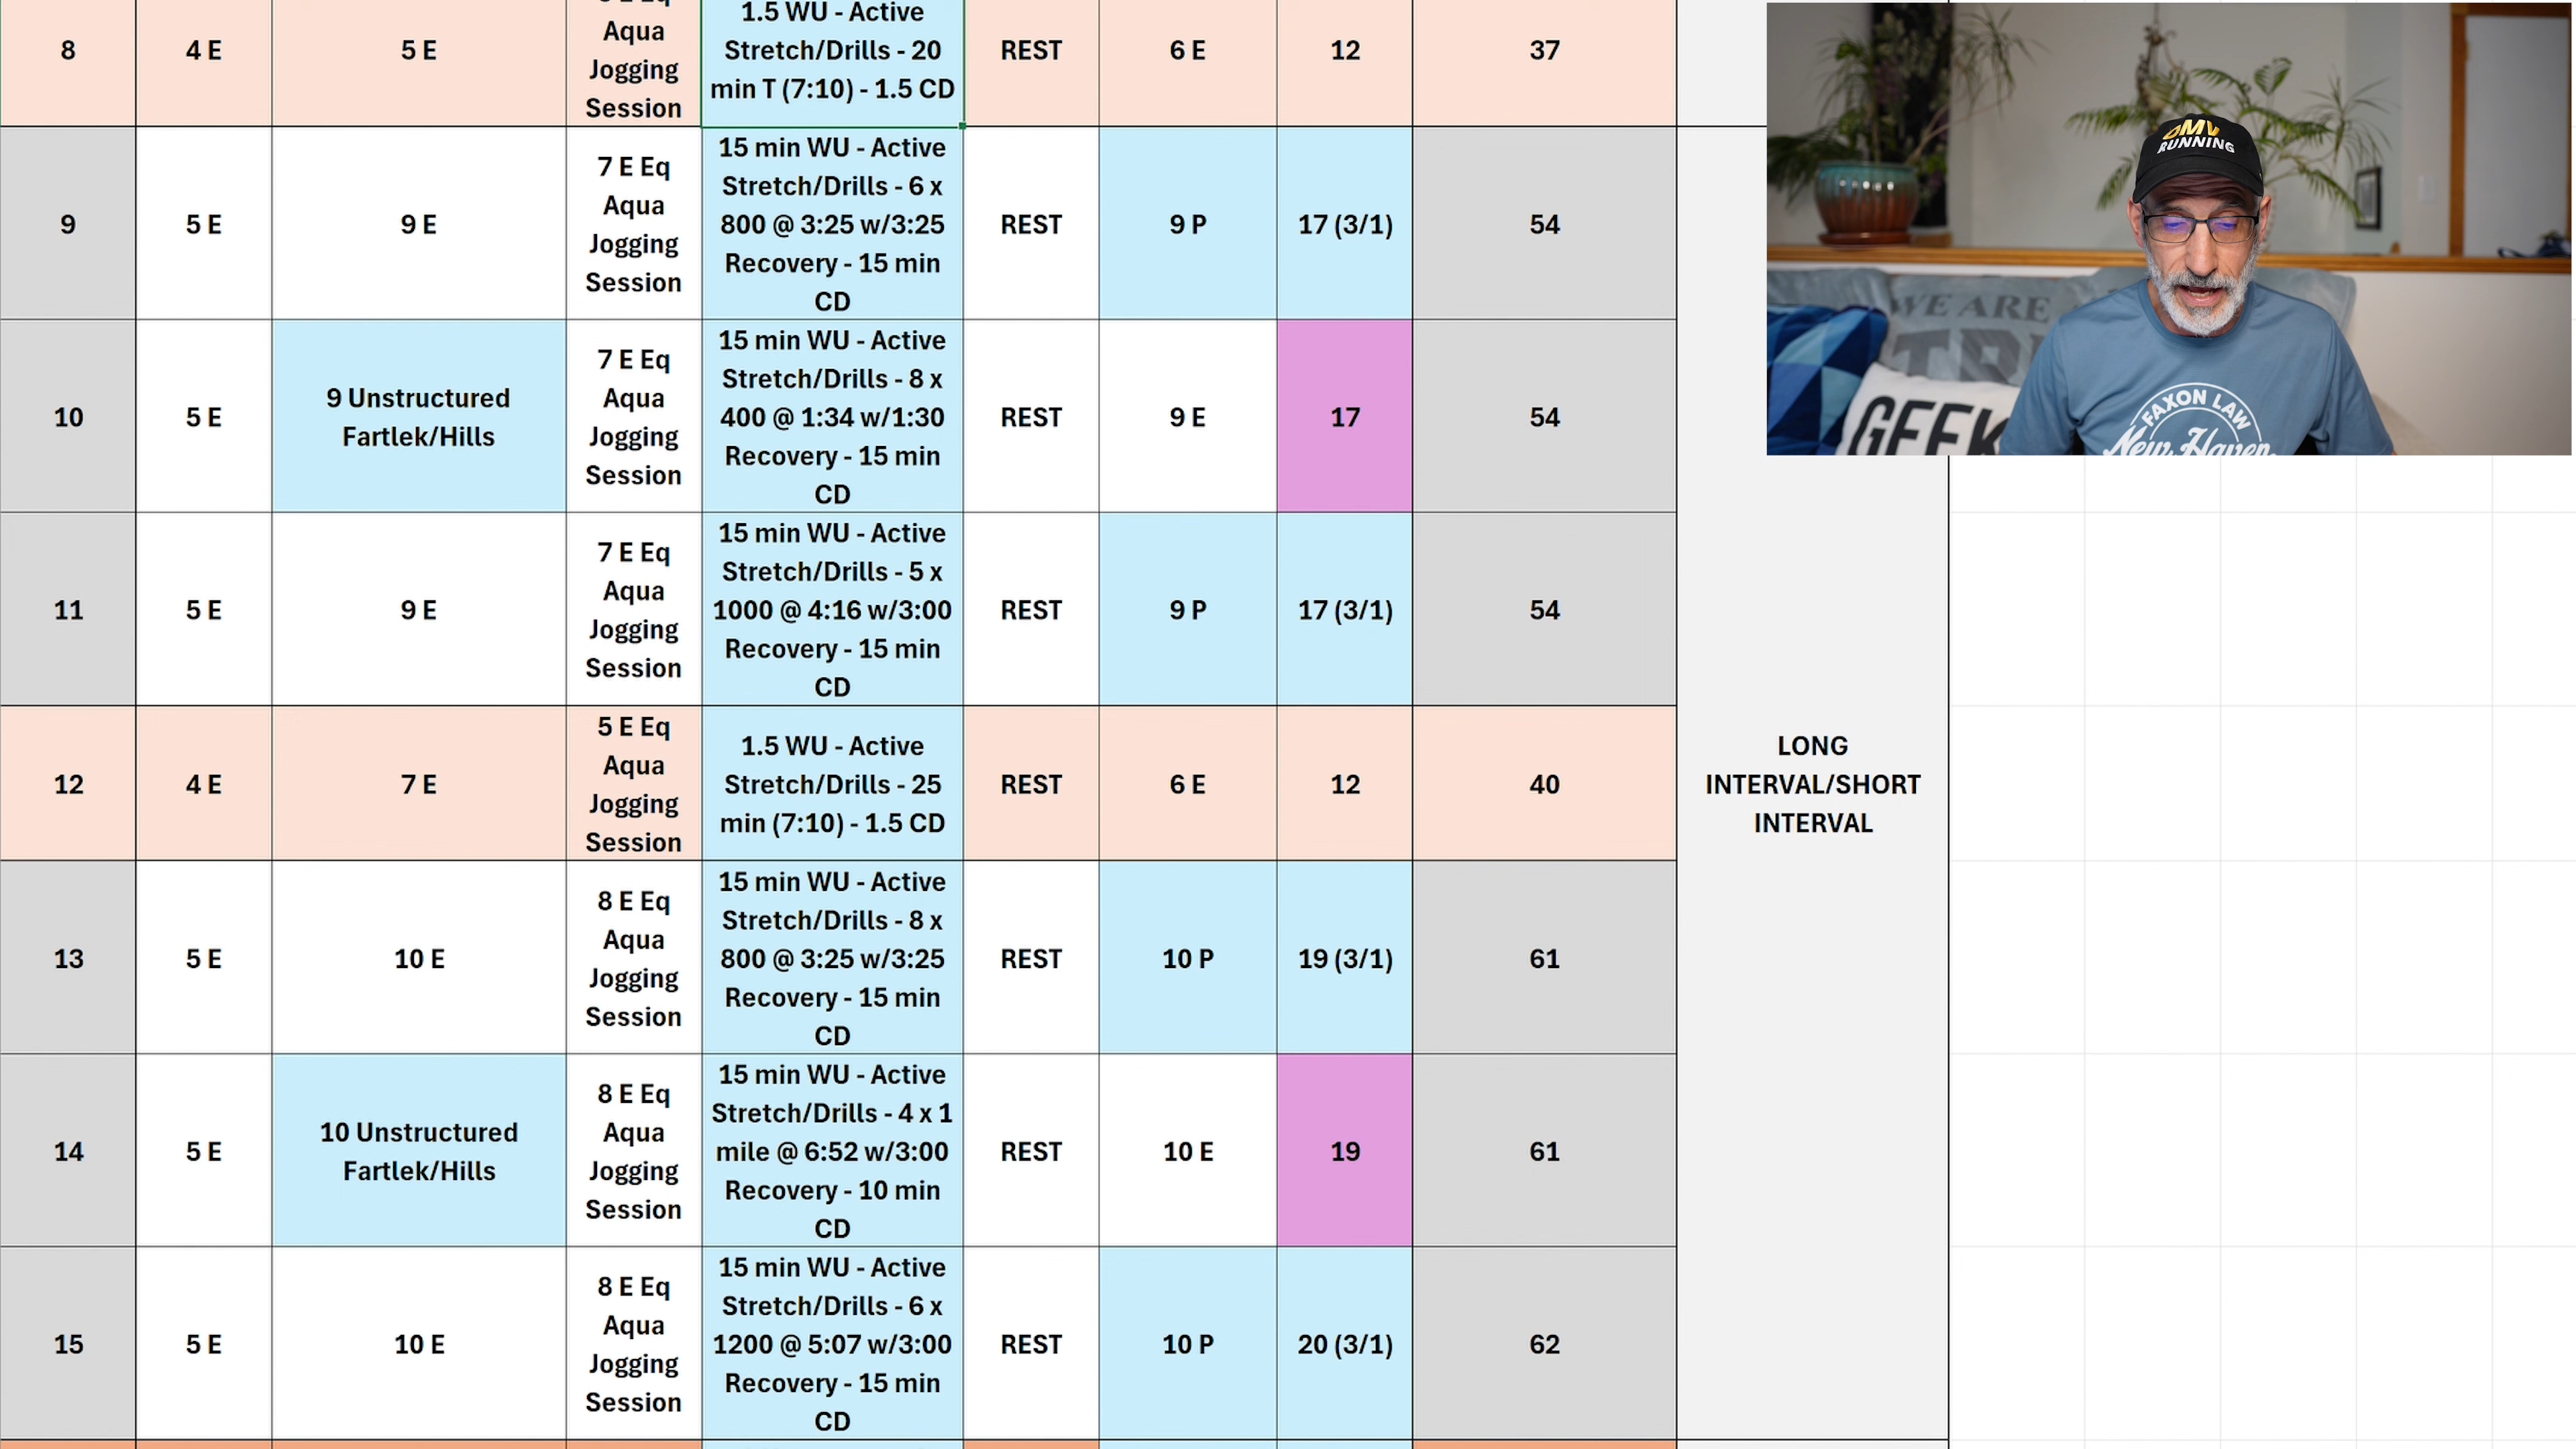 8
4 E
5 E
Aqua
Jogging
Session
1.5 WU - Active
Stretch/Drills - 20
min T (7:10) - 1.5 CD
REST
6 E
12
37
9
5 E
9 E
7 E Eq
Aqua
Jogging
Session
15 min WU - Active
Stretch/Drills - 6 x
800 @ 3:25 w/3:25
Recovery - 15 min
CD
REST
9 P
17 (3/1)
54
10
5 E
9 Unstructured
Fartlek/Hills
7 E Eq
Aqua
Jogging
Session
15 min WU - Active
Stretch/Drills - 8 x
400 @ 1:34 w/1:30
Recovery - 15 min
CD
REST
9 E
17
54
11
5 E
9 E
7 E Eq
Aqua
Jogging
Session
15 min WU - Active
Stretch/Drills - 5 x
1000 @ 4:16 w/3:00
Recovery - 15 min
CD
REST
9 P
17 (3/1)
54
12
4 E
7 E
5 E Eq
Aqua
Jogging
Session
1.5 WU - Active
Stretch/Drills - 25
min (7:10) - 1.5 CD
REST
6 E
12
40
LONG
INTERVAL/SHORT
INTERVAL
13
5 E
10 E
8 E Eq
Aqua
Jogging
Session
15 min WU - Active
Stretch/Drills - 8 x
800 @ 3:25 w/3:25
Recovery - 15 min
CD
REST
10 P
19 (3/1)
61
14
5 E
10 Unstructured
Fartlek/Hills
8 E Eq
Aqua
Jogging
Session
15 min WU - Active
Stretch/Drills - 4 x 1
mile @ 6:52 w/3:00
Recovery - 10 min
CD
REST
10 E
19
61
15
5 E
10 E
8 E Eq
Aqua
Jogging
Session
15 min WU - Active
Stretch/Drills - 6 x
1200 @ 5:07 w/3:00
Recovery - 15 min
CD
REST
10 P
20 (3/1)
62
OMV
RUNNING
WE ARE
GEEK
FAXON LAW
New Haven